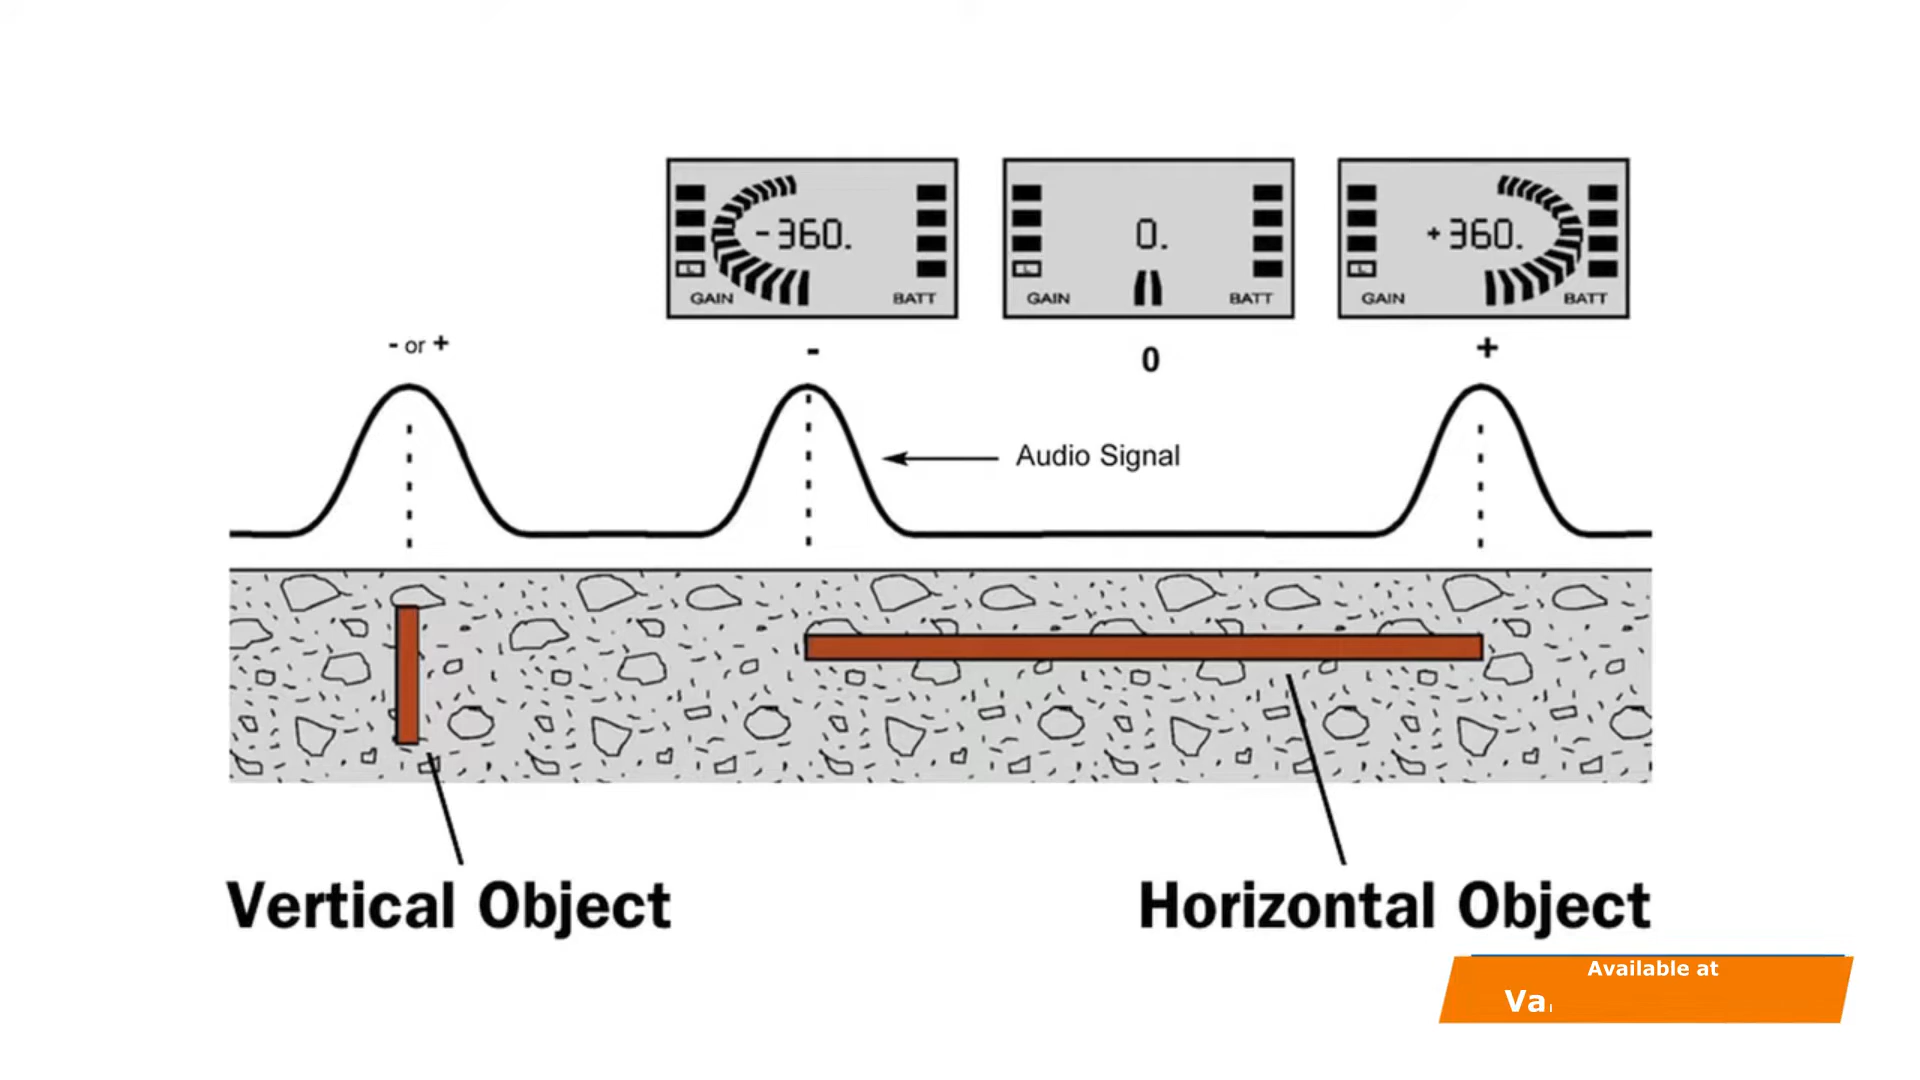 -360.
GAIN BATT
0.
GAIN BATT
+360.
GAIN BATT
- or +
-
0
+
Audio Signal
Vertical Object
Horizontal Object
Available at